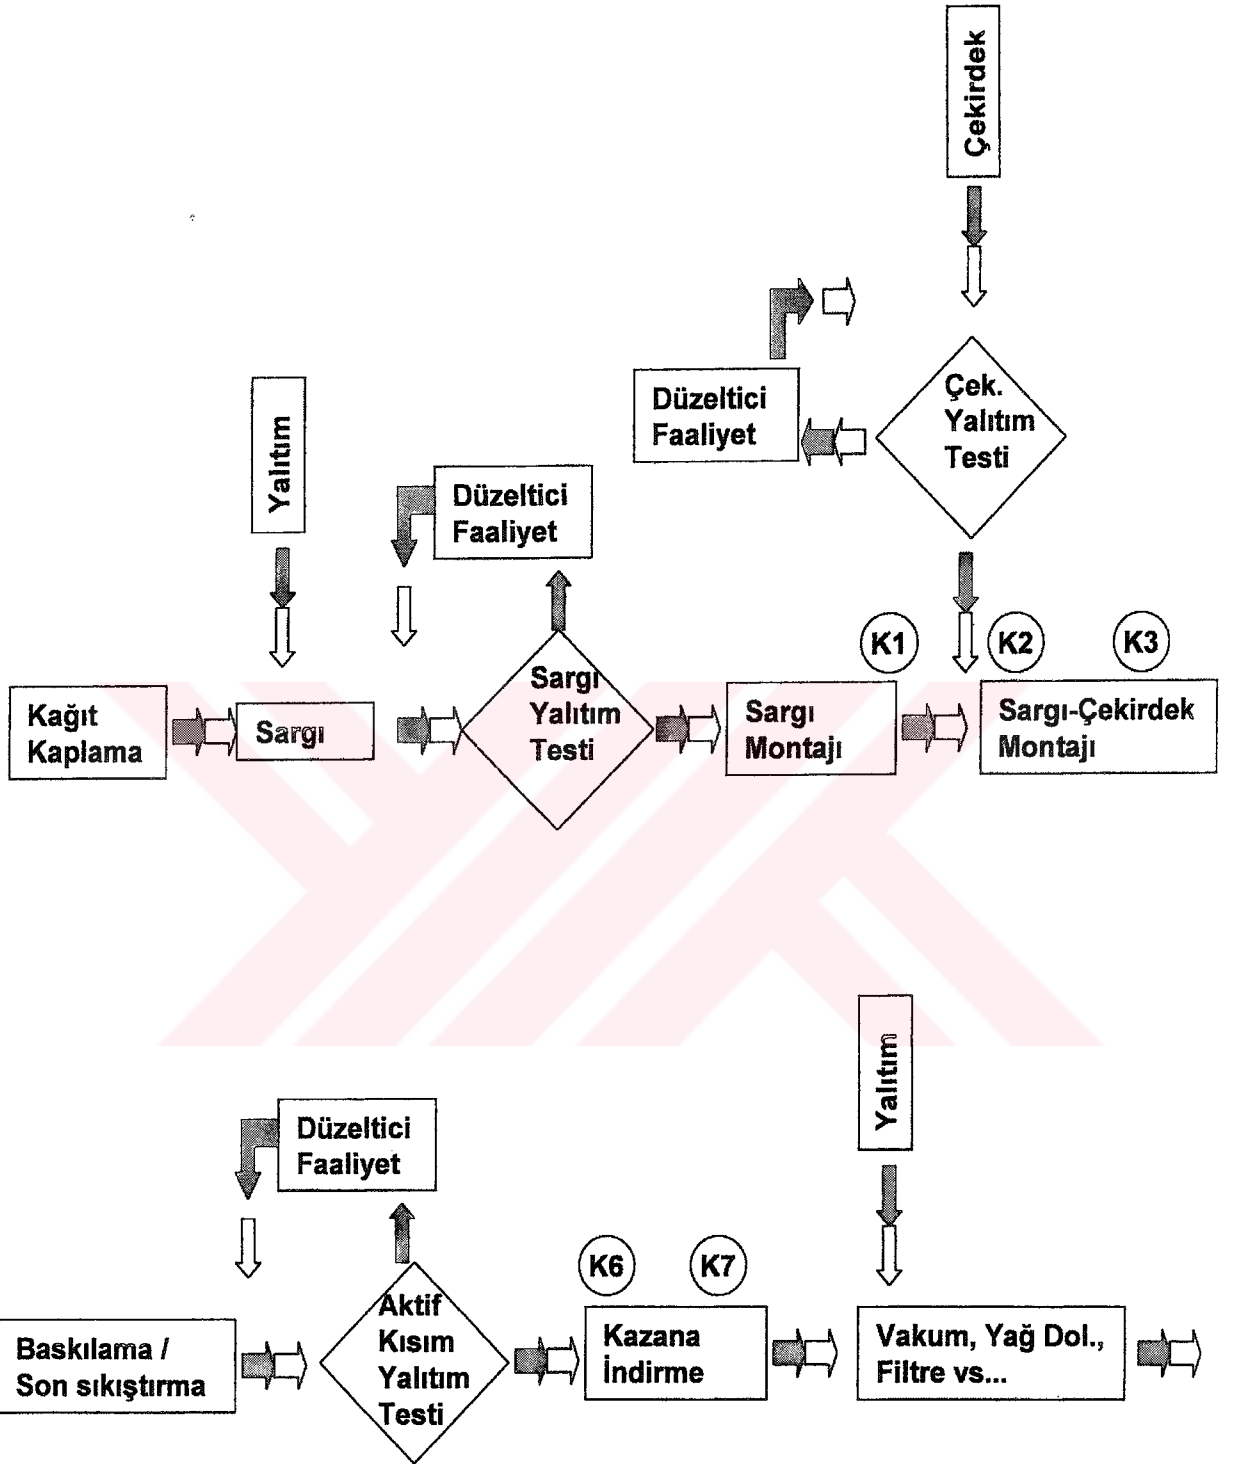 Çekirdek
Düzeltici
Faaliyet
Çek.
Yalıtım
Testi
Yalıtım
Düzeltici
Faaliyet
K1
K2
K3
Kağıt
Kaplama
Sargı
Sargı
Yalıtım
Testi
Sargı
Montajı
Sargı-Çekirdek
Montajı
Yalıtım
Düzeltici
Faaliyet
K6
K7
Baskılama /
Son sıkıştırma
Aktif
Kısım
Yalıtım
Testi
Kazana
İndirme
Vakum, Yağ Dol.,
Filtre vs...